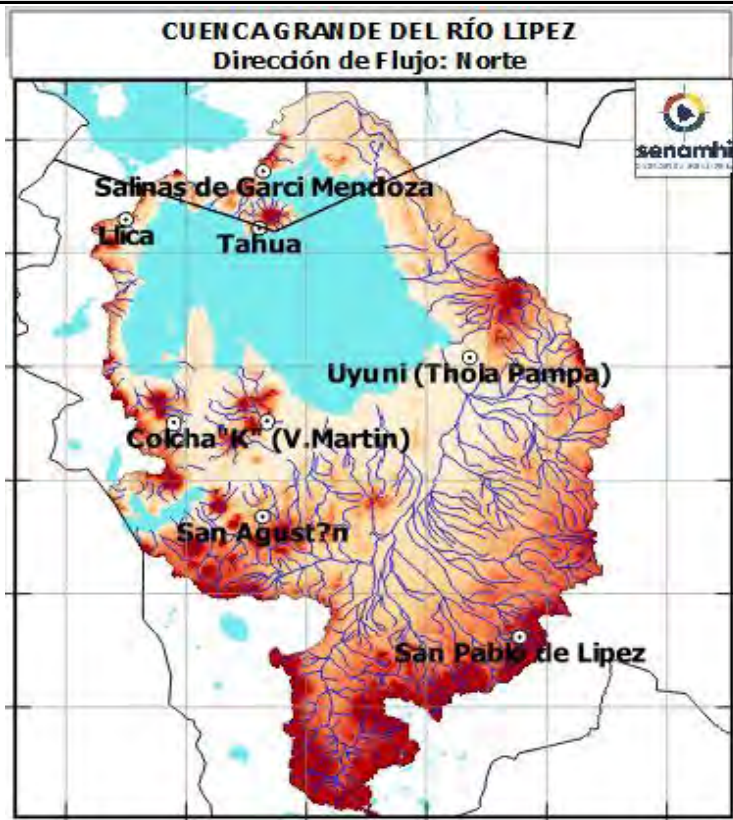 CUENCA GRANDE DEL RÍO LIPEZ
Dirección de Flujo: Norte
senamhi
Salinas de Garci Mendoza
Llica
Tahua
Uyuni (Thola Pampa)
Colcha"K" (V.Martin)
San Agust?n
San Pablo de Lipez